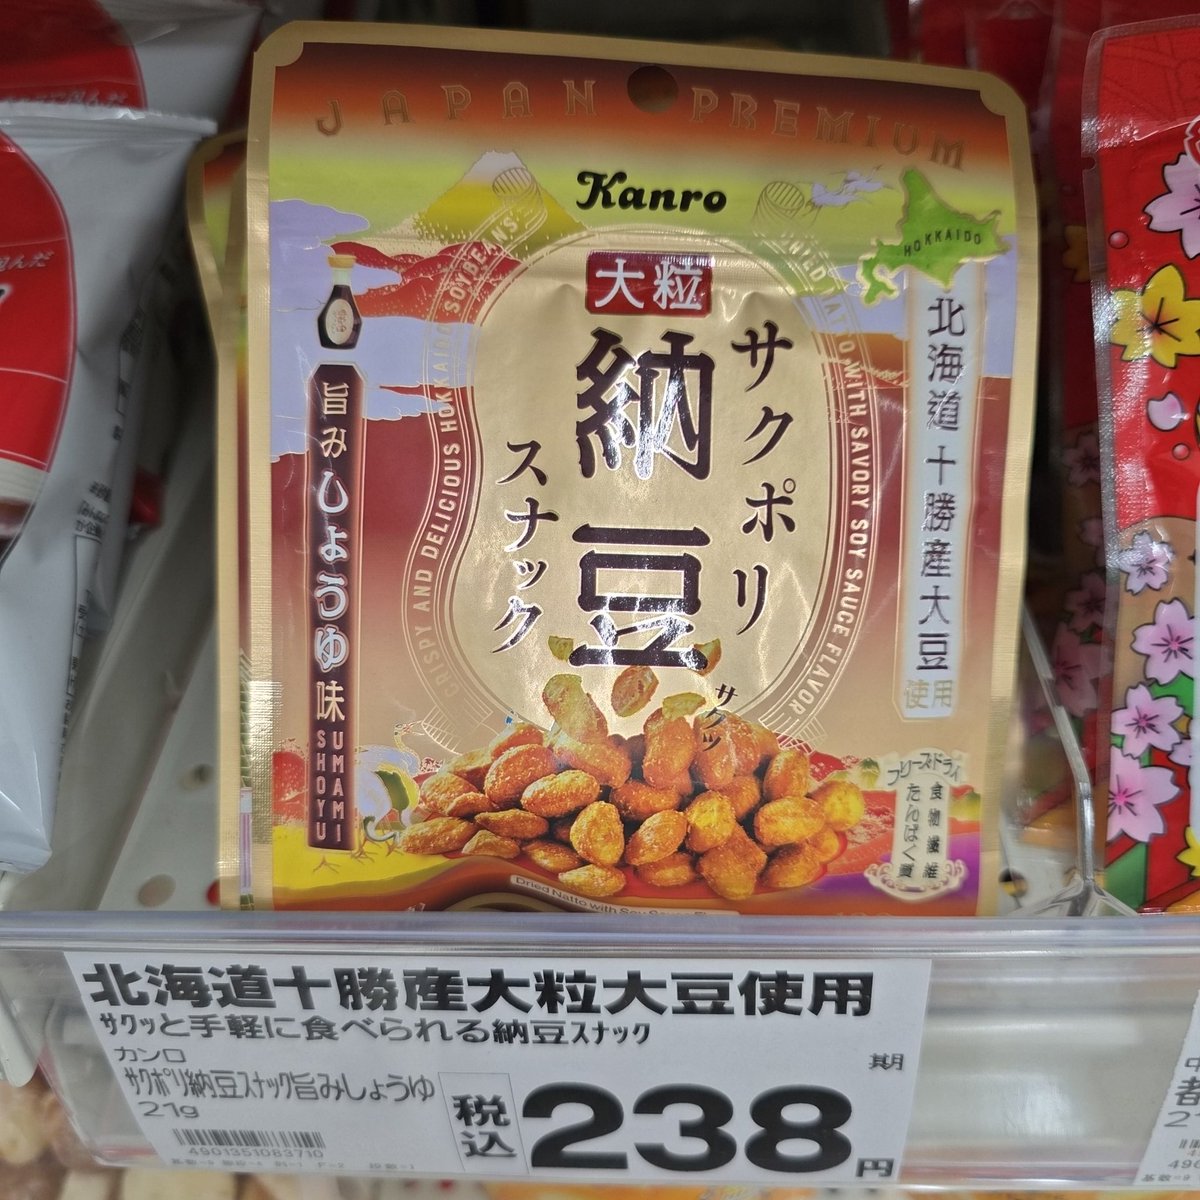 JAPAN PREMIUM
Kanro
HOKKAIDO
大粒
サクポリ
納豆
スナック
サクッ
北海道 十勝産大豆
使用
旨みしょうゆ味
UMAMI
SHOYU
CRISPY AND DELICIOUS HOKKAIDO SOYBEANS
WITH SAVORY SOY SAUCE FLAVOR
フリーズドライ
食物繊維
たんぱく質
Dried Natto with Soy Sauce
北海道十勝産大粒大豆使用
サクッと手軽に食べられる納豆スナック
カンロ
サクポリ納豆スナック旨みしょうゆ
21g
期
税込
238円
4901351083710